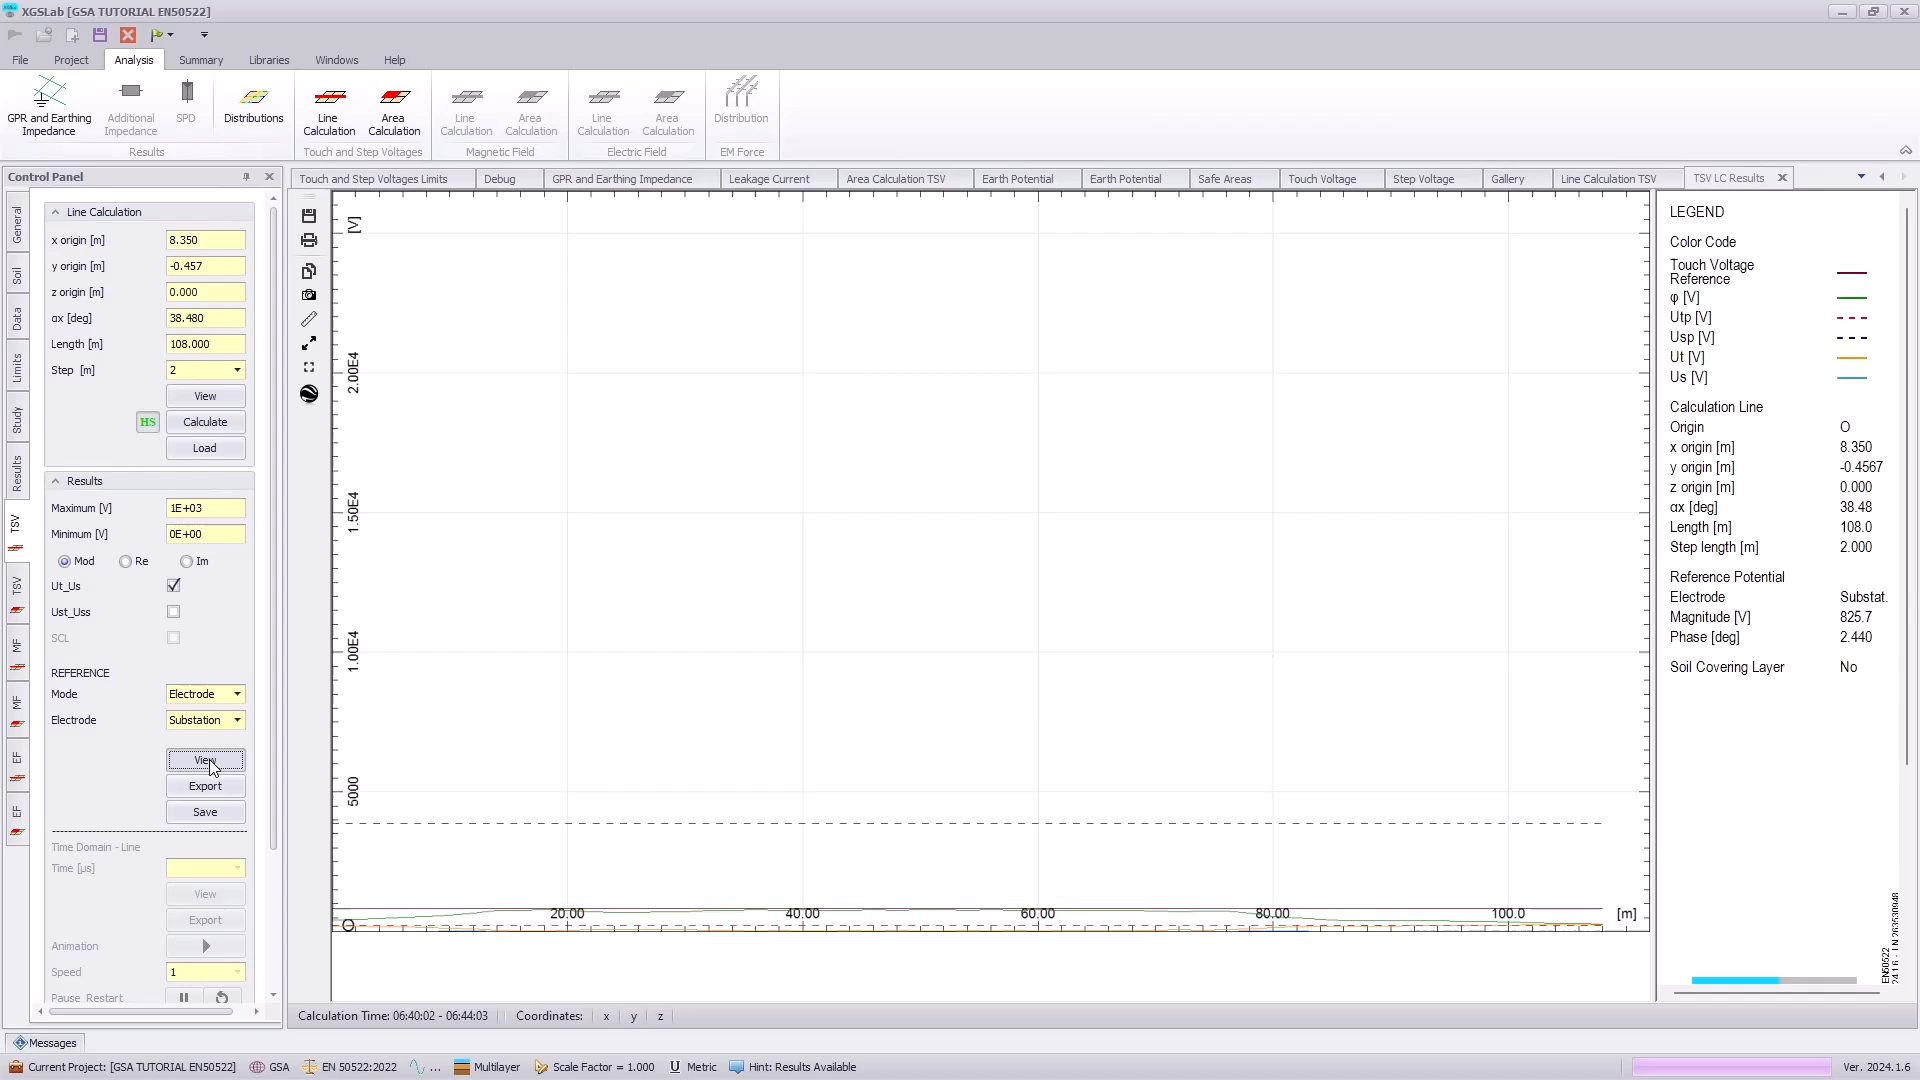 XGSLab [GSA TUTORIAL EN50522]
File Project Analysis Summary Libraries Windows Help
GPR and Earthing Impedance
Additional Impedance
SPD
Distributions
Line Calculation
Area Calculation
Line Calculation
Area Calculation
Line Calculation
Area Calculation
Distribution
Results
Touch and Step Voltages
Magnetic Field
Electric Field
EM Force
Control Panel
Touch and Step Voltages Limits
Debug
GPR and Earthing Impedance
Leakage Current
Area Calculation TSV
Earth Potential
Earth Potential
Safe Areas
Touch Voltage
Step Voltage
Gallery
Line Calculation TSV
TSV LC Results
General
Soil
Data
Limits
Study
Results
TSV
TSV
MF
MF
EF
EF
Line Calculation
x origin [m] 8.350
y origin [m] -0.457
z origin [m] 0.000
αx [deg] 38.480
Length [m] 108.000
Step [m] 2
View
HS Calculate
Load
Results
Maximum [V] 1E+03
Minimum [V] 0E+00
Mod Re Im
Ut_Us
Ust_Uss
SCL
REFERENCE
Mode Electrode
Electrode Substation
View
Export
Save
Time Domain - Line
Time [µs]
View
Export
Animation
Speed 1
Pause Restart
[V]
2.00E4
1.50E4
1.00E4
5000
O
20.00 40.00 60.00 80.00 100.0 [m]
LEGEND
Color Code
Touch Voltage
Reference
φ [V]
Utp [V]
Usp [V]
Ut [V]
Us [V]
Calculation Line
Origin O
x origin [m] 8.350
y origin [m] -0.4567
z origin [m] 0.000
αx [deg] 38.48
Length [m] 108.0
Step length [m] 2.000
Reference Potential
Electrode Substat.
Magnitude [V] 825.7
Phase [deg] 2.440
Soil Covering Layer No
EN50522
Calculation Time: 06:40:02 - 06:44:03 Coordinates: x y z
Messages
Current Project: [GSA TUTORIAL EN50522] GSA EN 50522:2022 ... Multilayer Scale Factor = 1.000 U Metric Hint: Results Available Ver. 2024.1.6